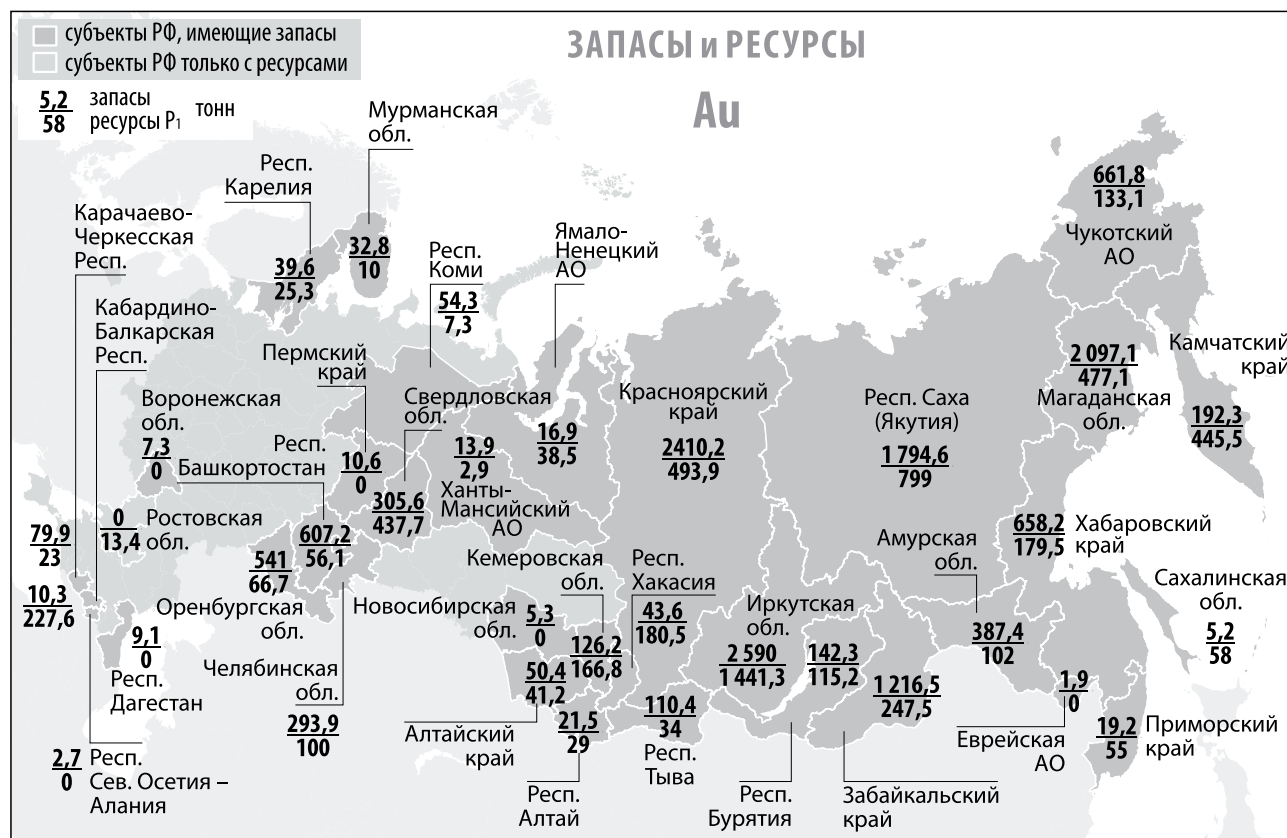 субъекты РФ, имеющие запасы
субъекты РФ только с ресурсами
5,2
58
запасы
ресурсы P₁
тонн
ЗАПАСЫ и РЕСУРСЫ
Au
Мурманская
обл.
32,8
10
Респ.
Карелия
39,6
25,3
Карачаево-
Черкесская
Респ.
Кабардино-
Балкарская
Респ.
Респ.
Коми
54,3
7,3
Ямало-
Ненецкий
АО
16,9
38,5
661,8
133,1
Чукотский
АО
Камчатский
край
192,3
445,5
2 097,1
477,1
Магаданская
обл.
Респ. Саха
(Якутия)
1 794,6
799
Красноярский
край
2410,2
493,9
Пермский
край
10,6
0
Свердловская
обл.
305,6
437,7
13,9
2,9
Ханты-
Мансийский
АО
Воронежская
обл.
7,3
0
Респ.
Башкортостан
607,2
56,1
0
13,4
Ростовская
обл.
79,9
23
10,3
227,6
541
66,7
Оренбургская
обл.
9,1
0
Респ.
Дагестан
Челябинская
обл.
293,9
100
2,7
0
Респ.
Сев. Осетия –
Алания
Новосибирская
обл.
5,3
0
Кемеровская
обл.
126,2
166,8
Респ.
Хакасия
43,6
180,5
50,4
41,2
Алтайский
край
21,5
29
Респ.
Алтай
110,4
34
Респ.
Тыва
Иркутская
обл.
2 590
1 441,3
142,3
115,2
Респ.
Бурятия
1 216,5
247,5
Забайкальский
край
Амурская
обл.
387,4
102
658,2
179,5
Хабаровский
край
Сахалинская
обл.
5,2
58
1,9
0
Еврейская
АО
19,2
55
Приморский
край